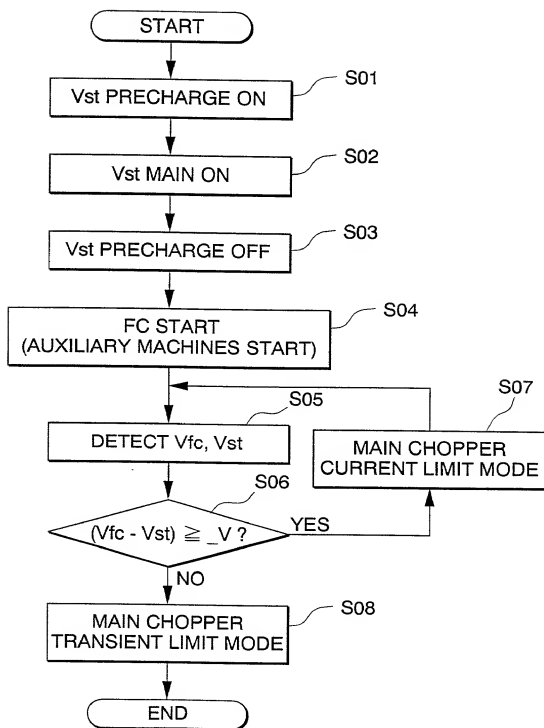 START
S01
Vst PRECHARGE ON
S02
Vst MAIN ON
S03
Vst PRECHARGE OFF
S04
FC START
(AUXILIARY MACHINES START)
S05
DETECT Vfc, Vst
S07
MAIN CHOPPER
CURRENT LIMIT MODE
S06
(Vfc - Vst) ≧ _V ?
YES
NO
S08
MAIN CHOPPER
TRANSIENT LIMIT MODE
END